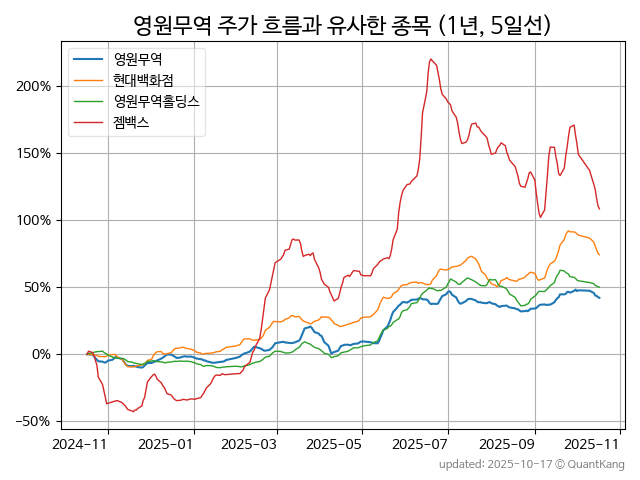 영원무역 주가 흐름과 유사한 종목 (1년, 5일선)
영원무역
현대백화점
영원무역홀딩스
젬백스
200%
150%
100%
50%
0%
−50%
2024−11
2025−01
2025−03
2025−05
2025−07
2025−09
2025−11
updated: 2025-10-17 © QuantKang